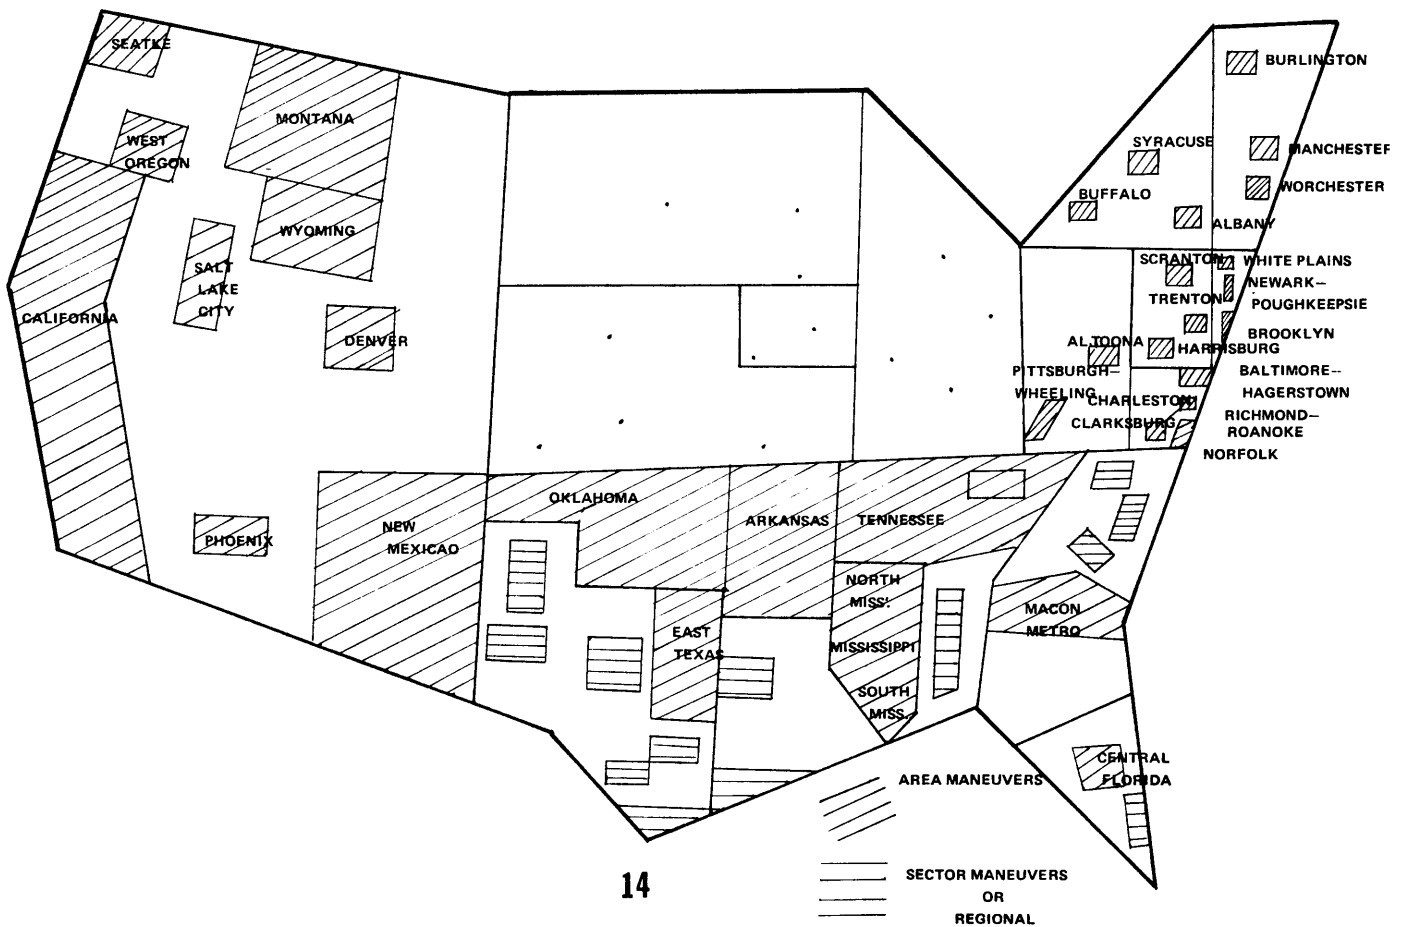 SEATLE
BURLINGTON
MONTANA
WEST
OREGON
SYRACUSE
MANCHESTER
BUFFALO
WORCHESTER
ALBANY
WYOMING
SALT
LAKE
CITY
SCRANTON
WHITE PLAINS
NEWARK—
POUGHKEEPSIE
TRENTON
CALIFORNIA
DENVER
BROOKLYN
ALTOONA
HARRISBURG
PITTSBURGH—
WHEELING
BALTIMORE--
HAGERSTOWN
CHARLESTON
CLARKSBURG
RICHMOND—
ROANOKE
NORFOLK
OKLAHOMA
NEW
MEXICAO
ARKANSAS
TENNESSEE
PHOENIX
NORTH
MISS'.
MACON
METRO
EAST
TEXAS
MISSISSIPPI
SOUTH
MISS.
CENTRAL
FLORIDA
AREA MANEUVERS
14
SECTOR MANEUVERS
OR
REGIONAL